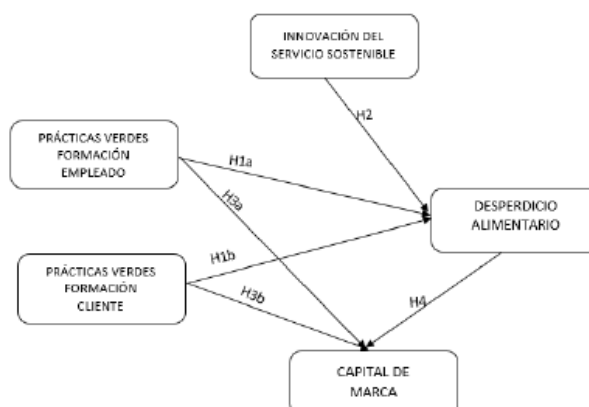 INNOVACIÓN DEL
SERVICIO SOSTENIBLE
H2
PRÁCTICAS VERDES
FORMACIÓN
EMPLEADO
H1a
H3a
DESPERDICIO
ALIMENTARIO
PRÁCTICAS VERDES
FORMACIÓN
CLIENTE
H1b
H3b
H4
CAPITAL DE
MARCA